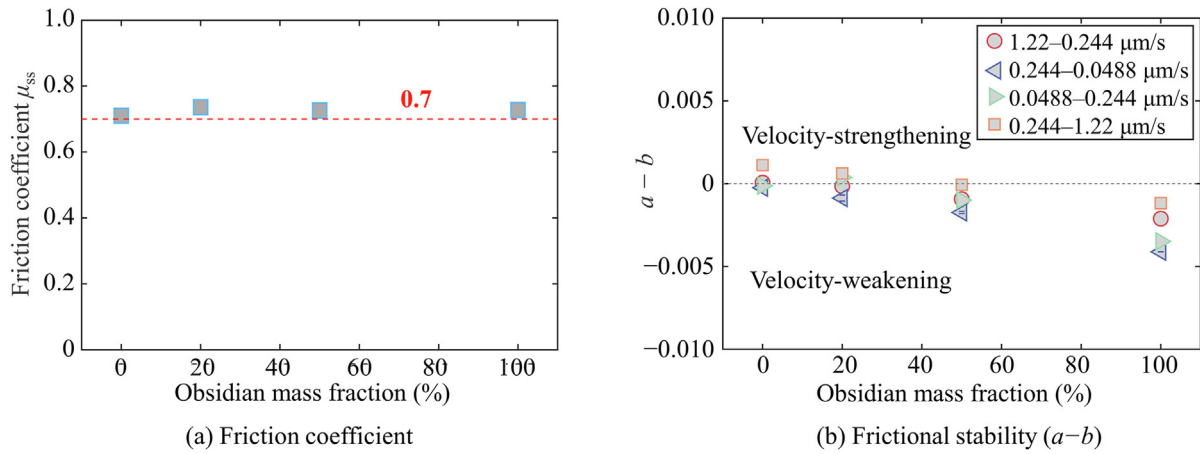 1.0
0.8
0.6
0.4
0.2
0
Friction coefficient μss
0.7
0 20 40 60 80 100
Obsidian mass fraction (%)
(a) Friction coefficient
0.010
0.005
0
−0.005
−0.010
a − b
1.22–0.244 μm/s
0.244–0.0488 μm/s
0.0488–0.244 μm/s
0.244–1.22 μm/s
Velocity-strengthening
Velocity-weakening
0 20 40 60 80 100
Obsidian mass fraction (%)
(b) Frictional stability (a−b)